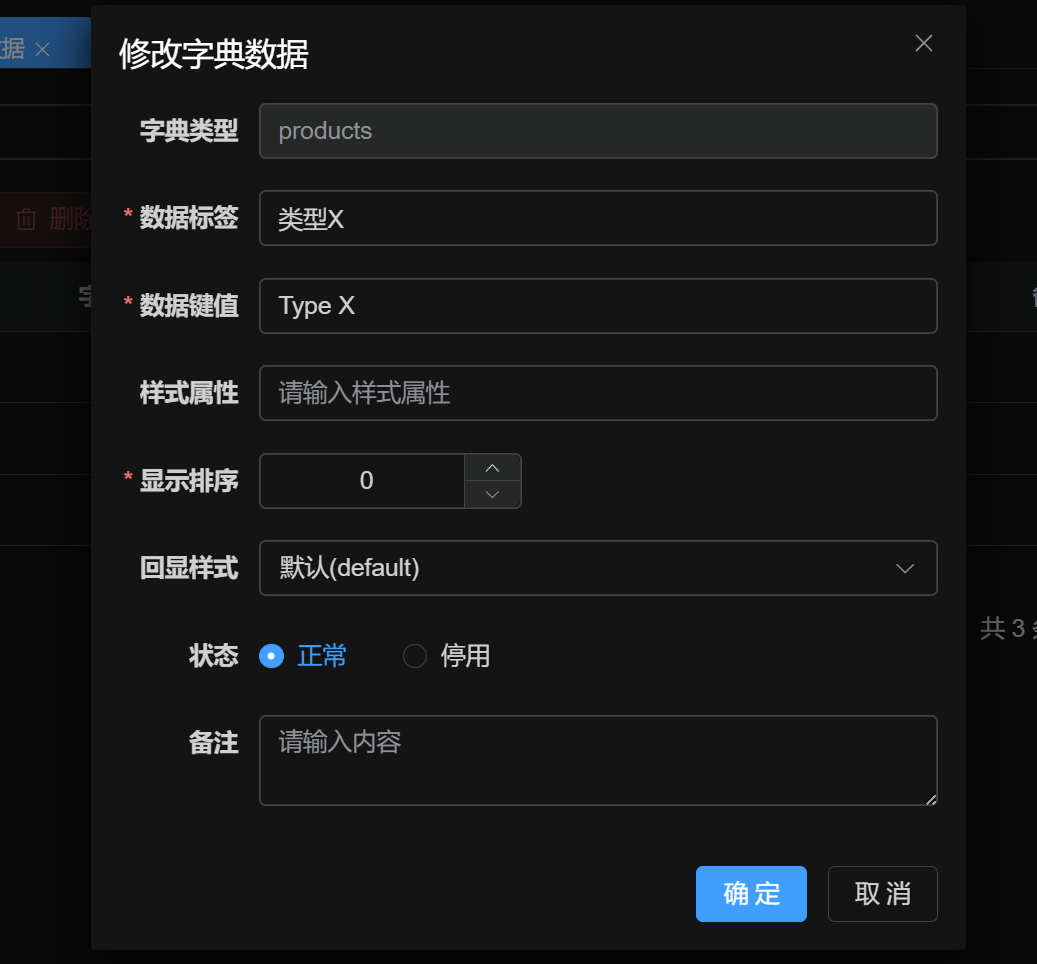 据
修改字典数据
字典类型 products
删除
* 数据标签 类型X
* 数据键值 Type X
样式属性 请输入样式属性
* 显示排序 0
回显样式 默认(default)
共 3
状态 正常 停用
备注 请输入内容
确定 取消